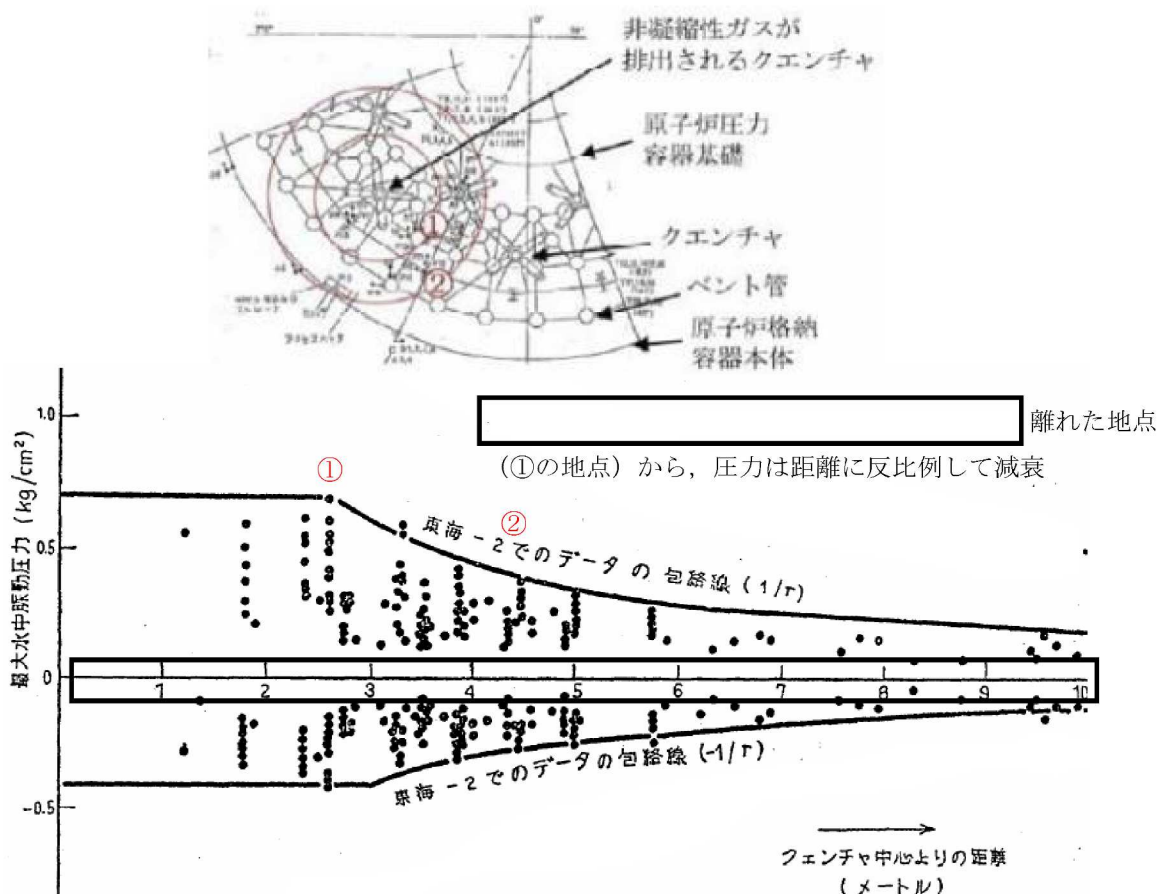 0°
非凝縮性ガスが
排出されるクエンチャ
原子炉圧力
容器基礎
クエンチャ
ベント管
原子炉格納
容器本体
①
②
離れた地点
(①の地点)から,圧力は距離に反比例して減衰
最大水中脈動圧力 (kg/cm²)
1.0
0.5
0
-0.5
①
②
東海-2でのデータの包絡線 (1/r)
1 2 3 4 5 6 7 8 9 10
東海-2でのデータの包絡線 (-1/r)
クエンチャ中心よりの距離
(メートル)